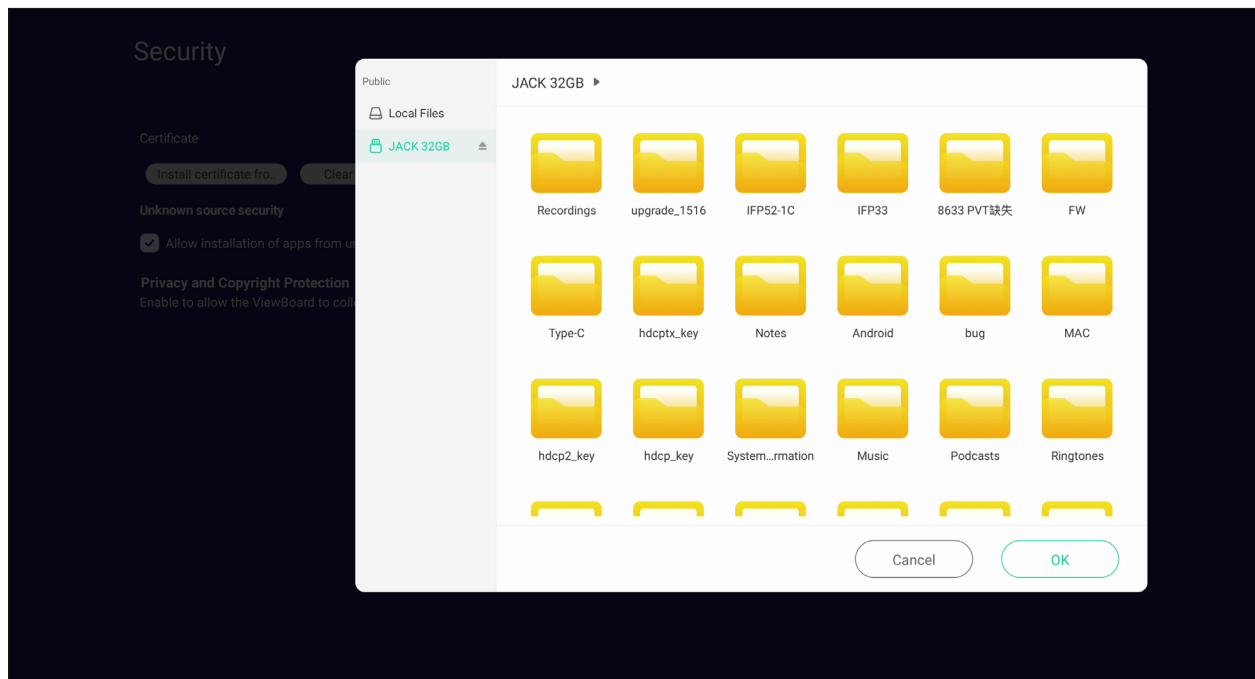 Security
Certificate
Install certificate fro..
Clear
Unknown source security
Allow installation of apps from u
Privacy and Copyright Protection
Enable to allow the ViewBoard to coll
Public
Local Files
JACK 32GB
JACK 32GB
Recordings upgrade_1516 IFP52-1C IFP33 8633 PVT缺失 FW
Type-C hdcptx_key Notes Android bug MAC
hdcp2_key hdcp_key System...rmation Music Podcasts Ringtones
Cancel OK